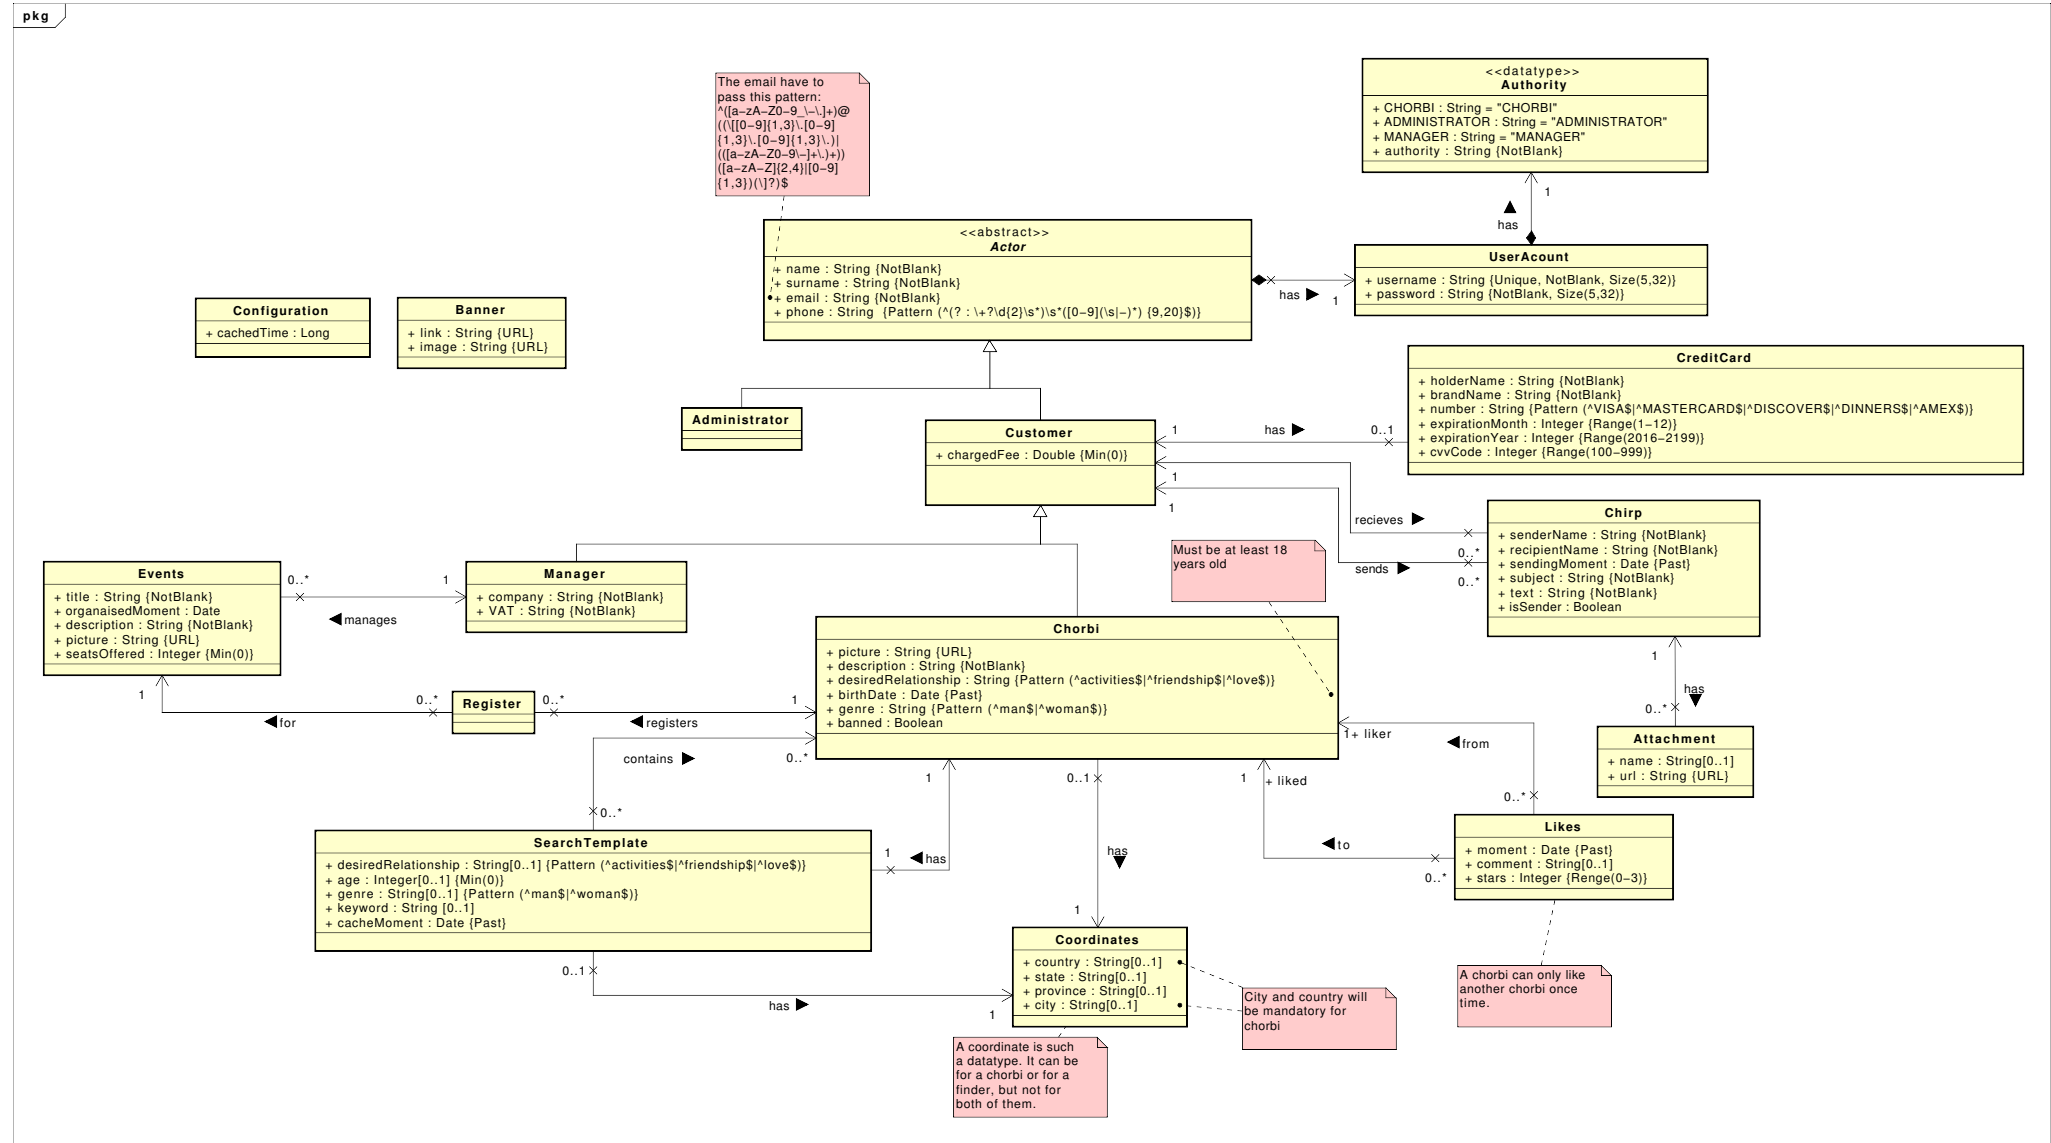 pkg
The email have to
pass this pattern:
^([a-zA-Z0-9_\-\.]+)@
((\[[0-9]{1,3}\.[0-9]
{1,3}\.[0-9]{1,3}\.)|
(([a-zA-Z0-9\-]+\.)+))
([a-zA-Z]{2,4}|[0-9]
{1,3})(\]?)$
<<datatype>>
Authority
+ CHORBI : String = "CHORBI"
+ ADMINISTRATOR : String = "ADMINISTRATOR"
+ MANAGER : String = "MANAGER"
+ authority : String {NotBlank}
1
has
<<abstract>>
Actor
+ name : String {NotBlank}
+ surname : String {NotBlank}
+ email : String {NotBlank}
+ phone : String {Pattern (^(? : \+?\d{2}\s*)\s*([0-9](\s|-)*) {9,20}$)}
has
1
UserAcount
+ username : String {Unique, NotBlank, Size(5,32)}
+ password : String {NotBlank, Size(5,32)}
Configuration
+ cachedTime : Long
Banner
+ link : String {URL}
+ image : String {URL}
CreditCard
+ holderName : String {NotBlank}
+ brandName : String {NotBlank}
+ number : String {Pattern (^VISA$|^MASTERCARD$|^DISCOVER$|^DINNERS$|^AMEX$)}
+ expirationMonth : Integer {Range(1-12)}
+ expirationYear : Integer {Range(2016-2199)}
+ cvvCode : Integer {Range(100-999)}
Administrator
Customer
+ chargedFee : Double {Min(0)}
1
has
0..1
1
1
recieves
0..*
sends
0..*
Chirp
+ senderName : String {NotBlank}
+ recipientName : String {NotBlank}
+ sendingMoment : Date {Past}
+ subject : String {NotBlank}
+ text : String {NotBlank}
+ isSender : Boolean
Must be at least 18
years old
Events
+ title : String {NotBlank}
+ organaisedMoment : Date
+ description : String {NotBlank}
+ picture : String {URL}
+ seatsOffered : Integer {Min(0)}
0..*
1
manages
Manager
+ company : String {NotBlank}
+ VAT : String {NotBlank}
Chorbi
+ picture : String {URL}
+ description : String {NotBlank}
+ desiredRelationship : String {Pattern (^activities$|^friendship$|^love$)}
+ birthDate : Date {Past}
+ genre : String {Pattern (^man$|^woman$)}
+ banned : Boolean
1
has
0..*
Attachment
+ name : String[0..1]
+ url : String {URL}
1
0..*
for
Register
0..*
1
registers
contains
0..*
0..*
1
0..1
1
+ liked
1
+ liker
from
0..*
Likes
+ moment : Date {Past}
+ comment : String[0..1]
+ stars : Integer {Renge(0-3)}
to
0..*
SearchTemplate
+ desiredRelationship : String[0..1] {Pattern (^activities$|^friendship$|^love$)}
+ age : Integer[0..1] {Min(0)}
+ genre : String[0..1] {Pattern (^man$|^woman$)}
+ keyword : String [0..1]
+ cacheMoment : Date {Past}
1
has
has
1
Coordinates
+ country : String[0..1]
+ state : String[0..1]
+ province : String[0..1]
+ city : String[0..1]
0..1
has
1
City and country will
be mandatory for
chorbi
A chorbi can only like
another chorbi once
time.
A coordinate is such
a datatype. It can be
for a chorbi or for a
finder, but not for
both of them.